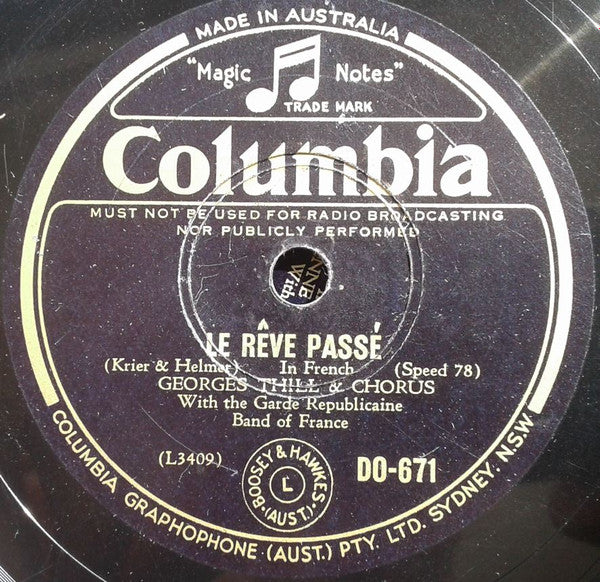 MADE IN AUSTRALIA
"Magic Notes"
TRADE MARK
Columbia
MUST NOT BE USED FOR RADIO BROADCASTING
NOR PUBLICLY PERFORMED
With
LE RÊVE PASSÉ
(Krier & Helmer) In French (Speed 78)
GEORGES THILL & CHORUS
With the Garde Republicaine
Band of France
(L3409)
BOOSEY & HAWKES
(AUST.)
L
DO-671
COLUMBIA GRAPHOPHONE (AUST.) PTY. LTD. SYDNEY, N.S.W.